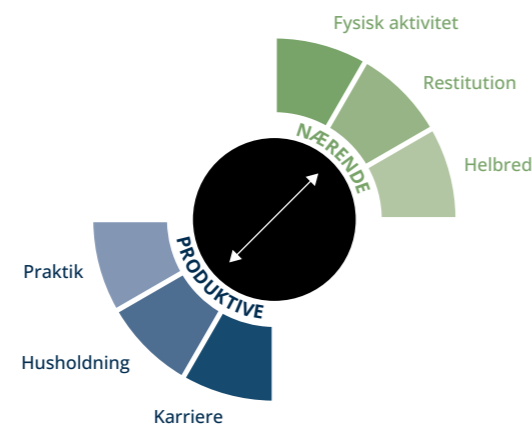 Fysisk aktivitet
Restitution
Helbred
NÆRENDE
PRODUKTIVE
Praktik
Husholdning
Karriere